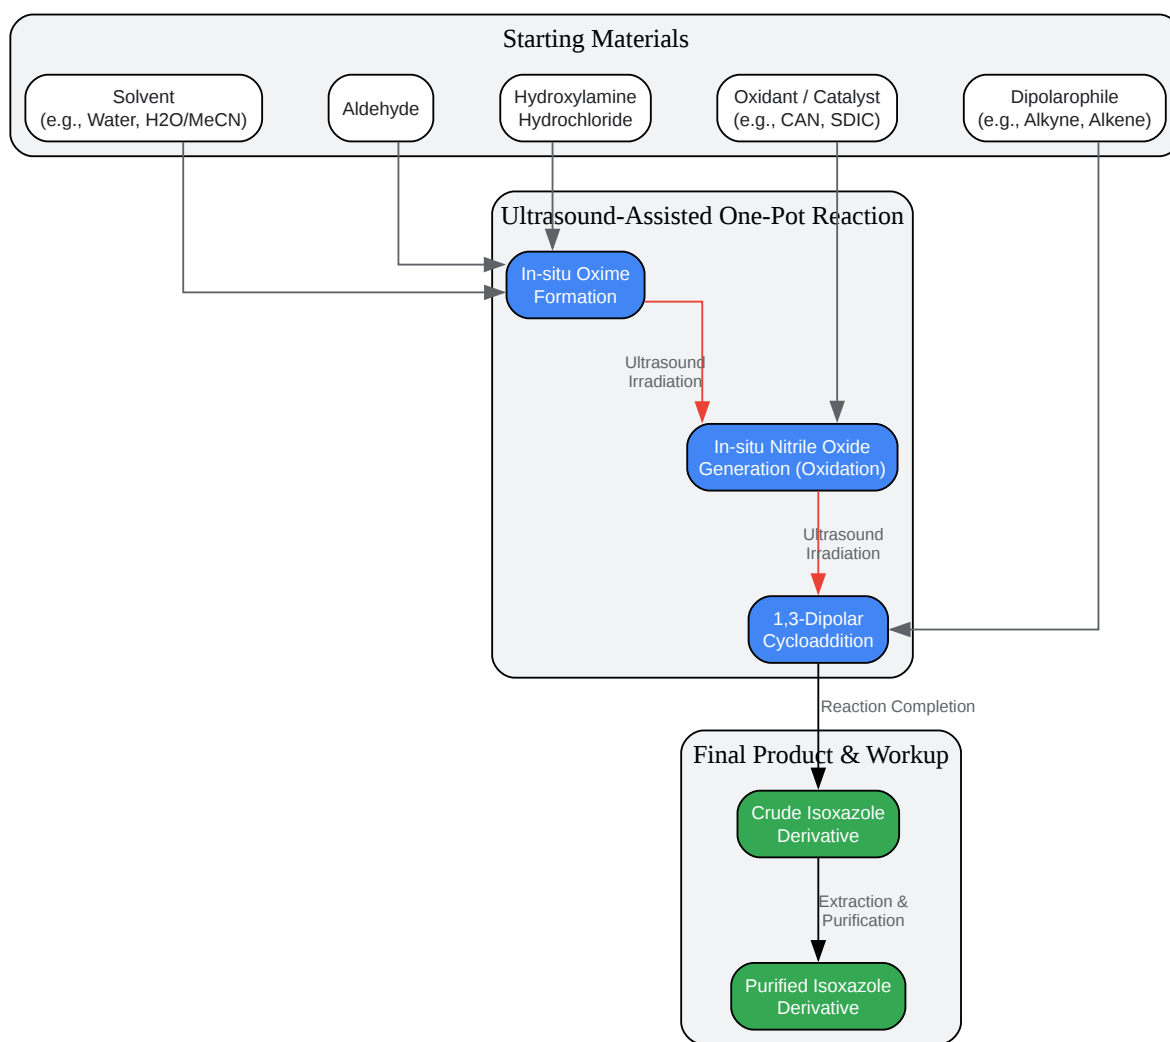 Starting Materials
Solvent
(e.g., Water, H2O/MeCN)
Aldehyde
Hydroxylamine
Hydrochloride
Oxidant / Catalyst
(e.g., CAN, SDIC)
Dipolarophile
(e.g., Alkyne, Alkene)
Ultrasound-Assisted One-Pot Reaction
In-situ Oxime
Formation
Ultrasound
Irradiation
In-situ Nitrile Oxide
Generation (Oxidation)
Ultrasound
Irradiation
1,3-Dipolar
Cycloaddition
Reaction Completion
Final Product & Workup
Crude Isoxazole
Derivative
Extraction &
Purification
Purified Isoxazole
Derivative